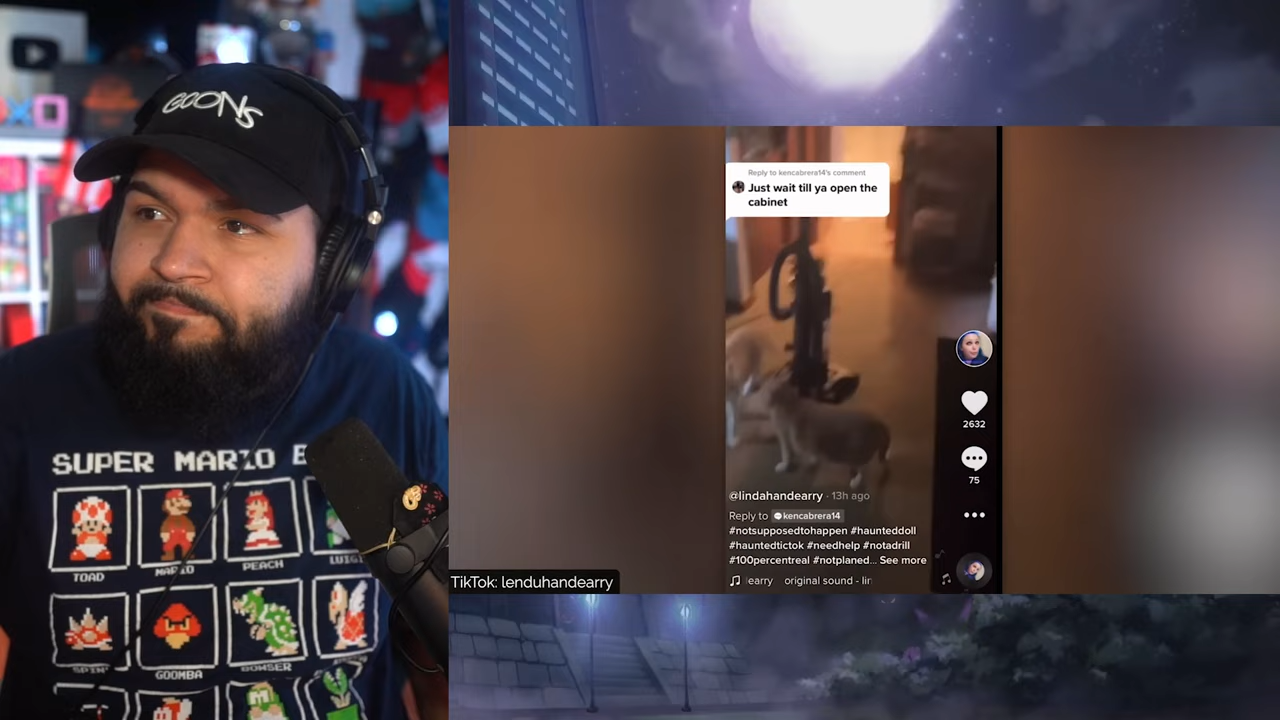 GOONS
SUPER MARIO B
TOAD
MARIO
PEACH
LUIGI
GOOMBA
BOWSER
Reply to kencabrera14's comment
Just wait till ya open the
cabinet
2632
75
@lindahandearry · 13h ago
Reply to kencabrera14
#notsupposedtohappen #haunteddoll
#hauntedtictok #needhelp #notadrill
#100percentreal #notplaned... See more
earry original sound - lir
TikTok: lenduhandearry